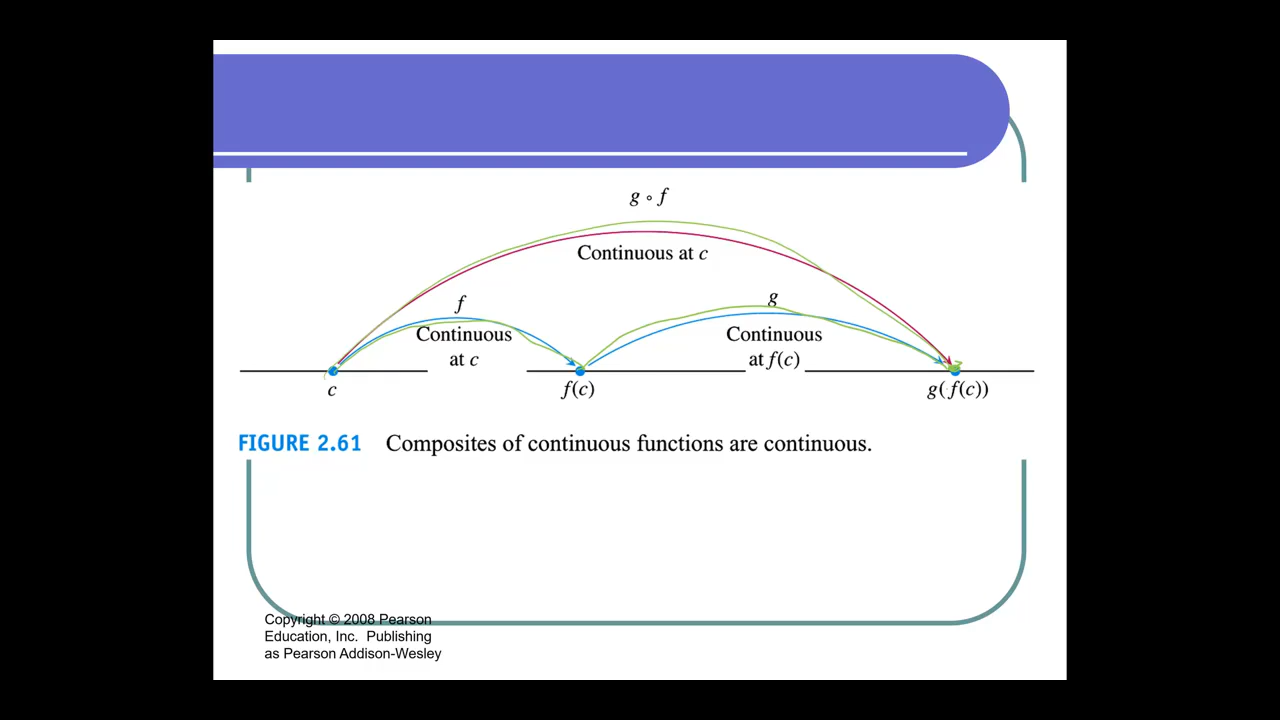 g ∘ f
Continuous at c
f
g
Continuous
at c
Continuous
at f(c)
c
f(c)
g( f(c))
FIGURE 2.61 Composites of continuous functions are continuous.
Copyright © 2008 Pearson
Education, Inc. Publishing
as Pearson Addison-Wesley